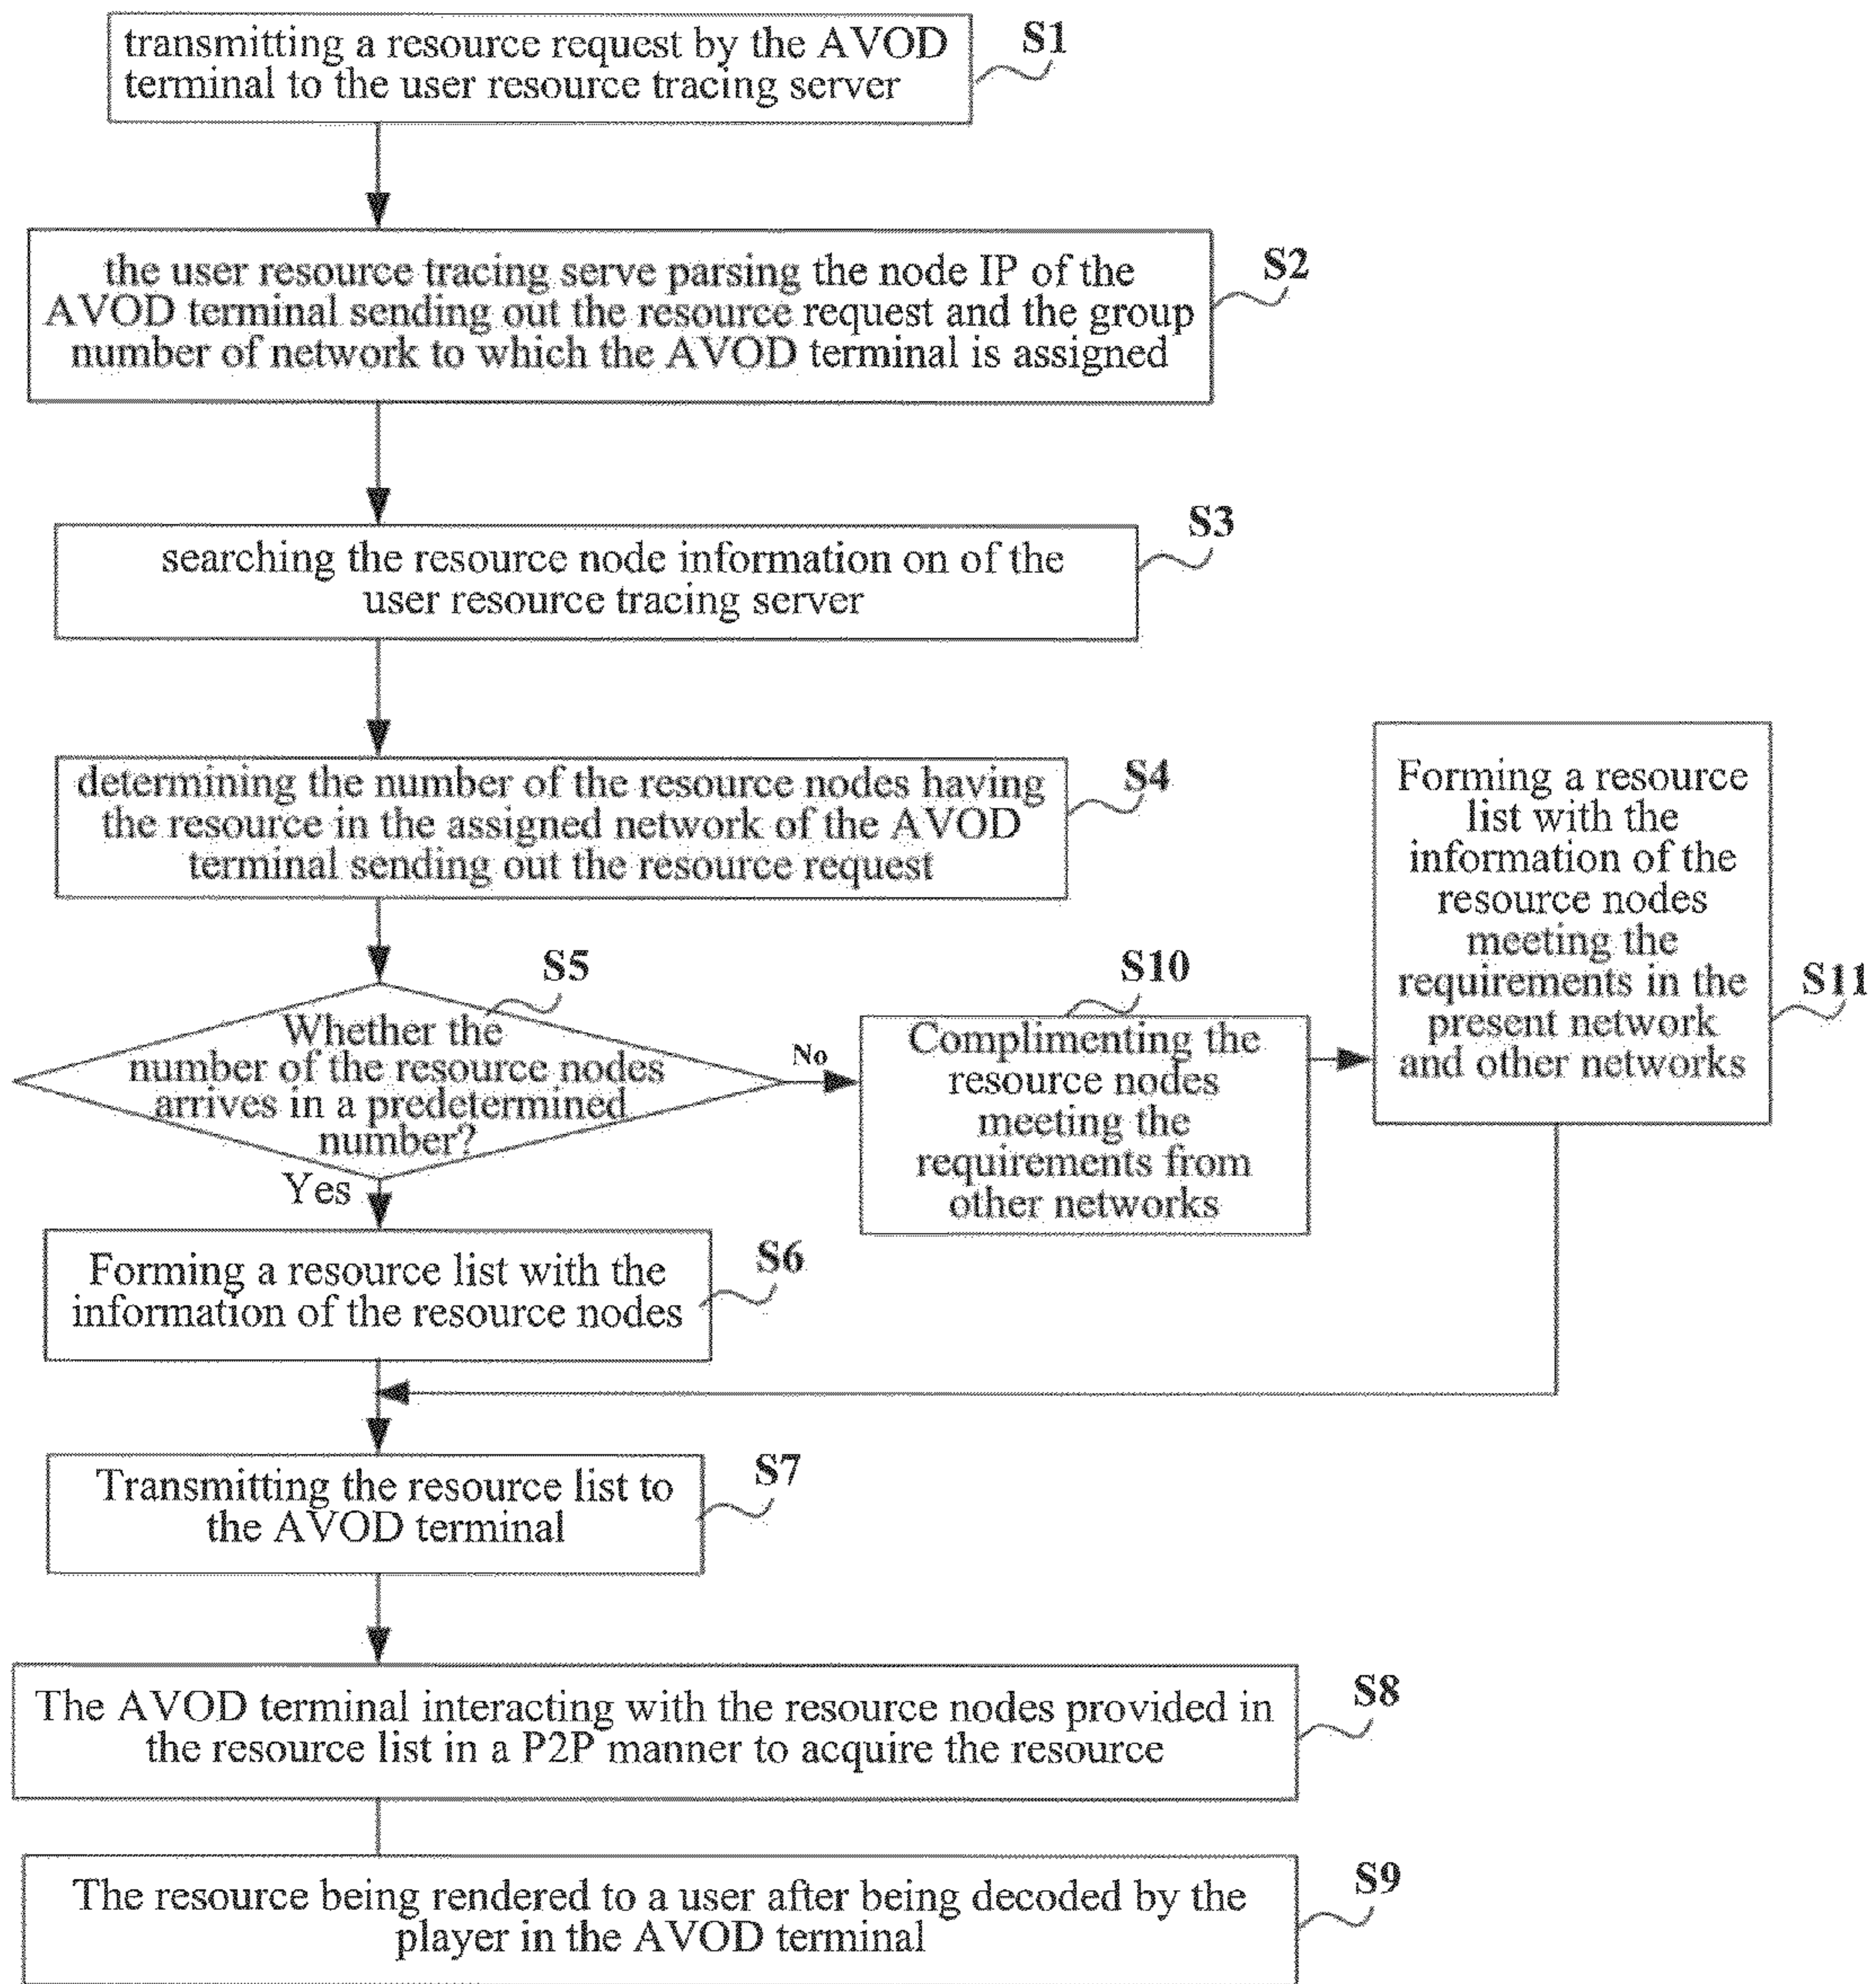 transmitting a resource request by the AVOD
terminal to the user resource tracing server
S1
the user resource tracing serve parsing the node IP of the
AVOD terminal sending out the resource request and the group
number of network to which the AVOD terminal is assigned
S2
searching the resource node information on of the
user resource tracing server
S3
determining the number of the resource nodes having
the resource in the assigned network of the AVOD
terminal sending out the resource request
S4
Whether the
number of the resource nodes
arrives in a predetermined
number?
S5
No
Yes
Complimenting the
resource nodes
meeting the
requirements from
other networks
S10
Forming a resource
list with the
information of the
resource nodes
meeting the
requirements in the
present network
and other networks
S11
Forming a resource list with the
information of the resource nodes
S6
Transmitting the resource list to
the AVOD terminal
S7
The AVOD terminal interacting with the resource nodes provided in
the resource list in a P2P manner to acquire the resource
S8
The resource being rendered to a user after being decoded by the
player in the AVOD terminal
S9